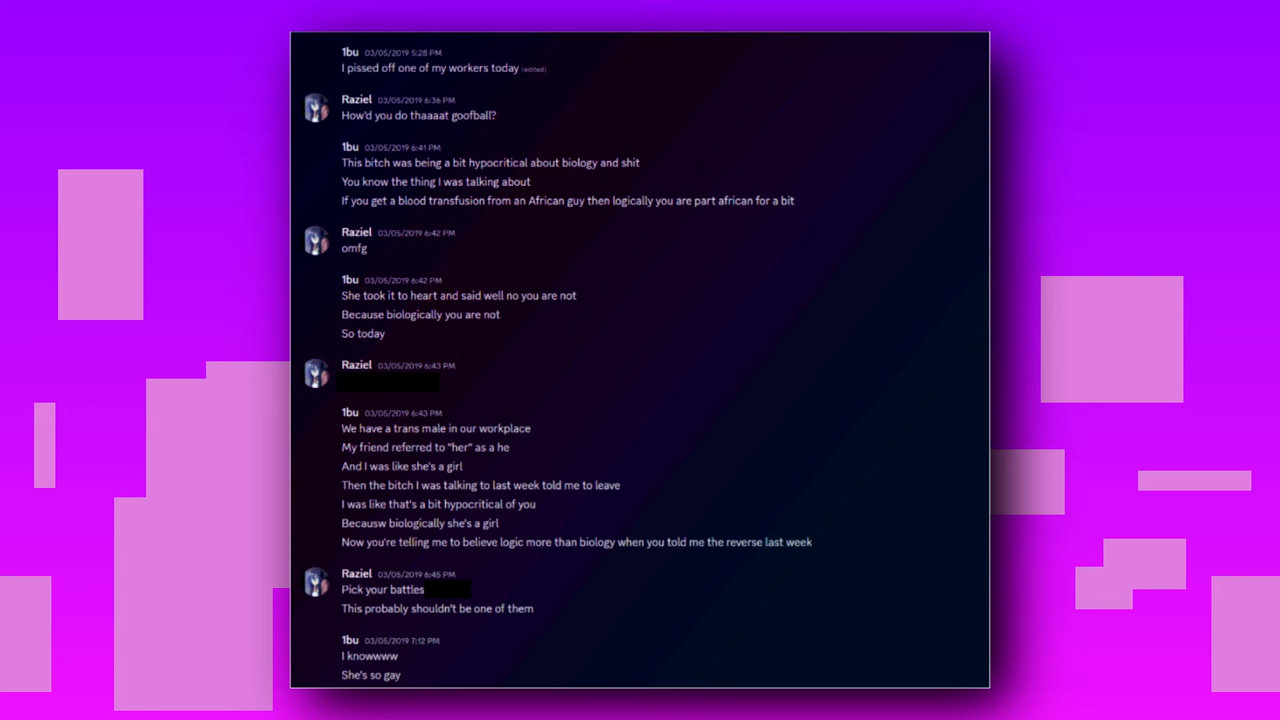 1bu 03/05/2019 5:28 PM
I pissed off one of my workers today (edited)
Raziel 03/05/2019 6:36 PM
How'd you do thaaaat goofball?
1bu 03/05/2019 6:41 PM
This bitch was being a bit hypocritical about biology and shit
You know the thing I was talking about
If you get a blood transfusion from an African guy then logically you are part african for a bit
Raziel 03/05/2019 6:42 PM
omfg
1bu 03/05/2019 6:42 PM
She took it to heart and said well no you are not
Because biologically you are not
So today
Raziel 03/05/2019 6:43 PM
1bu 03/05/2019 6:43 PM
We have a trans male in our workplace
My friend referred to "her" as a he
And I was like she's a girl
Then the bitch I was talking to last week told me to leave
I was like that's a bit hypocritical of you
Becausw biologically she's a girl
Now you're telling me to believe logic more than biology when you told me the reverse last week
Raziel 03/05/2019 6:45 PM
Pick your battles
This probably shouldn't be one of them
1bu 03/05/2019 7:12 PM
I knowwww
She's so gay